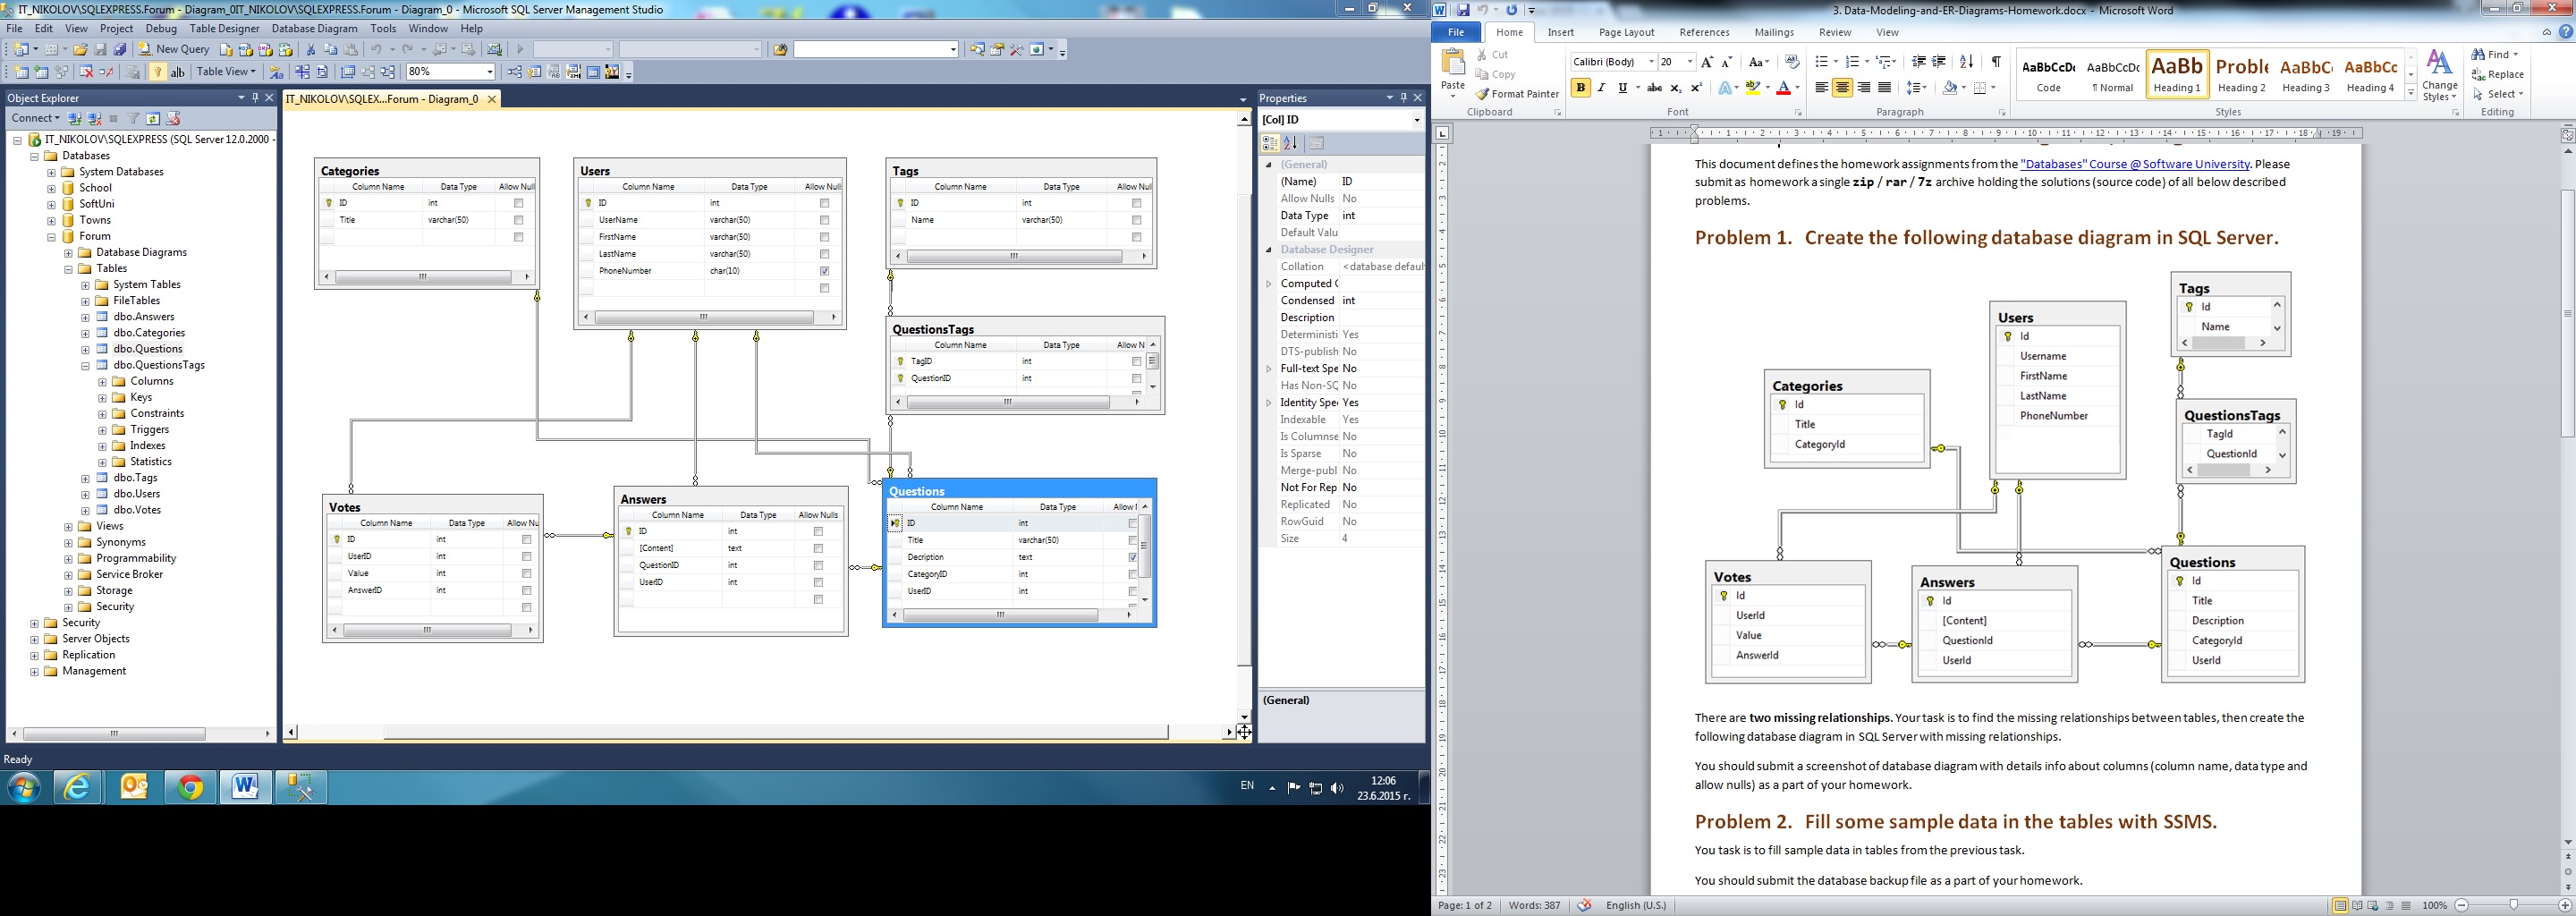 IT_NIKOLOV\SQLEXPRESS.Forum - Diagram_0IT_NIKOLOV\SQLEXPRESS.Forum - Diagram_0 - Microsoft SQL Server Management Studio
File Edit View Project Debug Table Designer Database Diagram Tools Window Help
New Query
Table View 80%
Object Explorer
Connect
IT_NIKOLOV\SQLEXPRESS (SQL Server 12.0.2000 -
Databases
System Databases
School
SoftUni
Towns
Forum
Database Diagrams
Tables
System Tables
FileTables
dbo.Answers
dbo.Categories
dbo.Questions
dbo.QuestionsTags
Columns
Keys
Constraints
Triggers
Indexes
Statistics
dbo.Tags
dbo.Users
dbo.Votes
Views
Synonyms
Programmability
Service Broker
Storage
Security
Security
Server Objects
Replication
Management
IT_NIKOLOV\SQLEX...Forum - Diagram_0
Categories
Column Name Data Type Allow Null
ID int
Title varchar(50)
Users
Column Name Data Type Allow Null
ID int
UserName varchar(50)
FirstName varchar(50)
LastName varchar(50)
PhoneNumber char(10)
Tags
Column Name Data Type Allow Null
ID int
Name varchar(50)
QuestionsTags
Column Name Data Type Allow N
TagID int
QuestionID int
Votes
Column Name Data Type Allow Nu
ID int
UserID int
Value int
AnswerID int
Answers
Column Name Data Type Allow Nulls
ID int
[Content] text
QuestionID int
UserID int
Questions
Column Name Data Type Allow
ID int
Title varchar(50)
Decription text
CategoryID int
UserID int
Properties
[Col] ID
(General)
(Name) ID
Allow Nulls No
Data Type int
Default Valu
Database Designer
Collation <database defaul
Computed C
Condensed int
Description
Deterministi Yes
DTS-publish No
Full-text Spe No
Has Non-SQ No
Identity Spe Yes
Indexable Yes
Is Columnse No
Is Sparse No
Merge-publ No
Not For Rep No
Replicated No
RowGuid No
Size 4
(General)
Ready
EN
12:06
23.6.2015 г.
3. Data-Modeling-and-ER-Diagrams-Homework.docx - Microsoft Word
File Home Insert Page Layout References Mailings Review View
Paste
Cut
Copy
Format Painter
Clipboard
Calibri (Body) 20
Font
Paragraph
AaBbCcDc AaBbCcDc AaBb Proble AaBbC AaBbCc
Code ¶ Normal Heading 1 Heading 2 Heading 3 Heading 4
Styles
Change Styles
Find
Replace
Select
Editing
This document defines the homework assignments from the "Databases" Course @ Software University. Please
submit as homework a single zip / rar / 7z archive holding the solutions (source code) of all below described
problems.
Problem 1. Create the following database diagram in SQL Server.
Tags
Id
Name
Users
Id
Username
FirstName
LastName
PhoneNumber
Categories
Id
Title
CategoryId
QuestionsTags
TagId
QuestionId
Votes
Id
UserId
Value
AnswerId
Answers
Id
[Content]
QuestionId
UserId
Questions
Id
Title
Description
CategoryId
UserId
There are two missing relationships. Your task is to find the missing relationships between tables, then create the
following database diagram in SQL Server with missing relationships.
You should submit a screenshot of database diagram with details info about columns (column name, data type and
allow nulls) as a part of your homework.
Problem 2. Fill some sample data in the tables with SSMS.
You task is to fill sample data in tables from the previous task.
You should submit the database backup file as a part of your homework.
Page: 1 of 2 Words: 387 English (U.S.) 100%